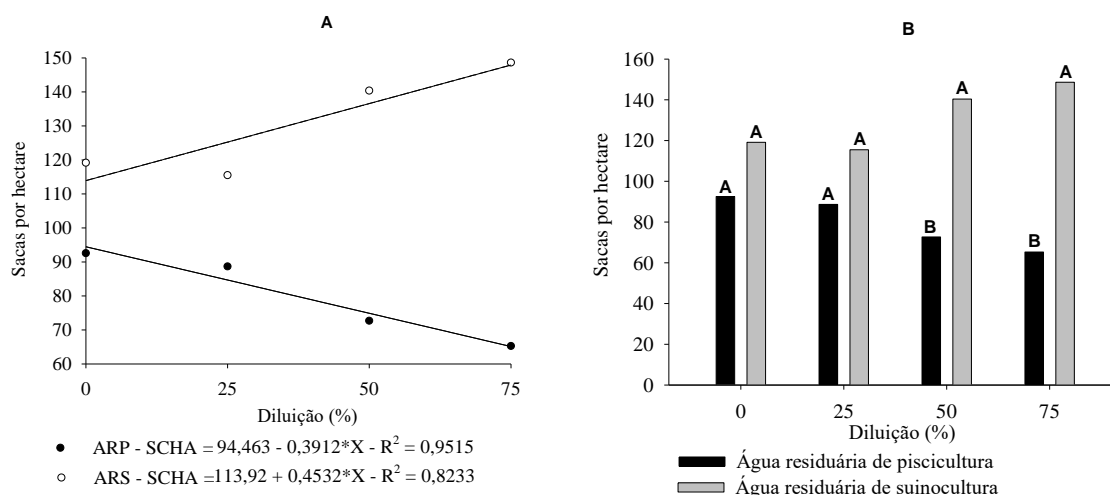 A
Sacas por hectare
150
140
130
120
110
100
90
80
70
60
0 25 50 75
Diluição (%)
ARP - SCHA = 94,463 - 0,3912*X - R² = 0,9515
ARS - SCHA =113,92 + 0,4532*X - R² = 0,8233
B
Sacas por hectare
160
140
120
100
80
60
40
20
0
A A A A B A B A
0 25 50 75
Diluição (%)
Água residuária de piscicultura
Água residuária de suinocultura